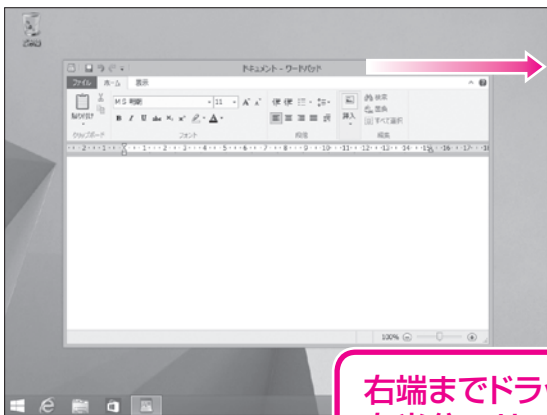 ごみ箱
ドキュメント - ワードパッド
ファイル ホーム 表示
貼り付け
MS 明朝 11
挿入
検索
置換
すべて選択
クリップボード フォント 段落 編集
100%
右端までドラッ